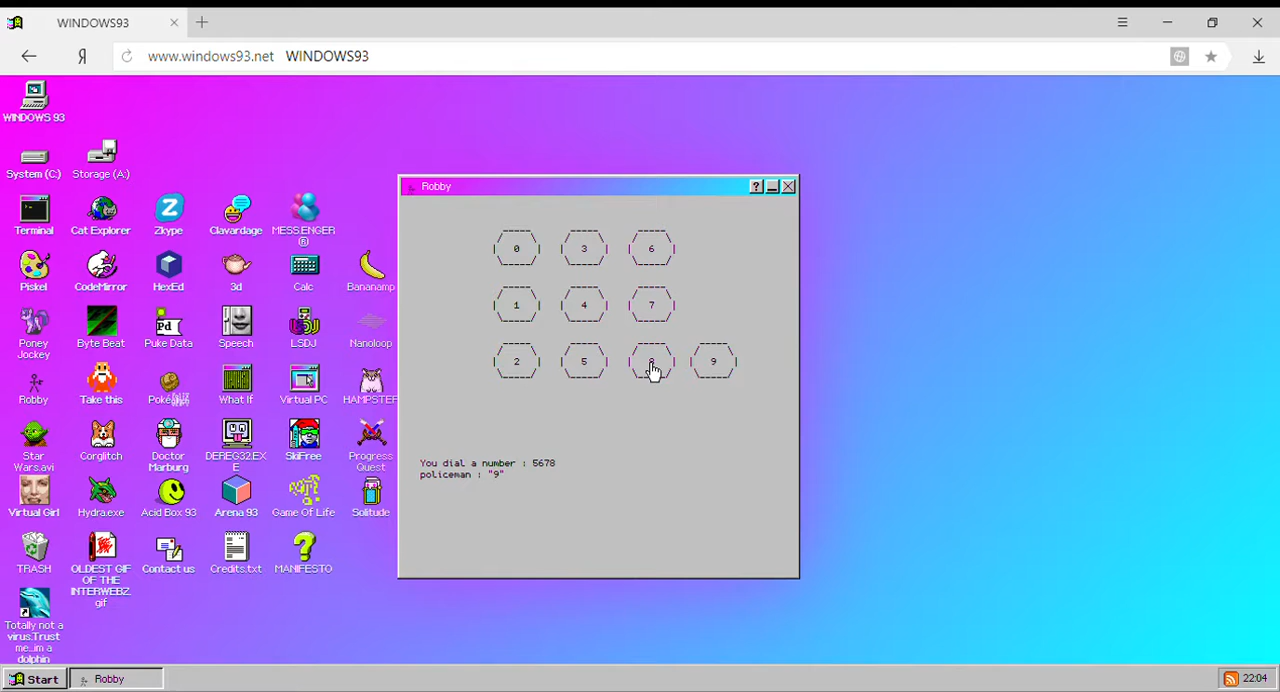 WINDOWS93
Я
www.windows93.net WINDOWS93
WINDOWS 93
System (C:)
Storage (A:)
Terminal
Cat Explorer
Zkype
Clavardage
MESS.ENGER
®
Piskel
CodeMirror
HexEd
3d
Calc
Bananamp
Poney
Jockey
Byte Beat
Pd
Puke Data
Speech
LSDJ
Nanoloop
Robby
Take this
What If
Virtual PC
HAMPSTER
Star
Wars.avi
Corglitch
Doctor
Marburg
DEREG32.EX
E
SkiFree
Progress
Quest
Virtual Girl
Hydra.exe
Acid Box 93
Arena 93
Game Of Life
Solitude
TRASH
OLDEST GIF
OF THE
INTERWEBZ.
gif
Contact us
Credits.txt
MANIFESTO
Totally not a
virus.Trust
me...im a
dolphin
Robby
?
0 3 6
1 4 7
2 5 8 9
You dial a number : 5678
policeman : "9"
Start
Robby
22:04